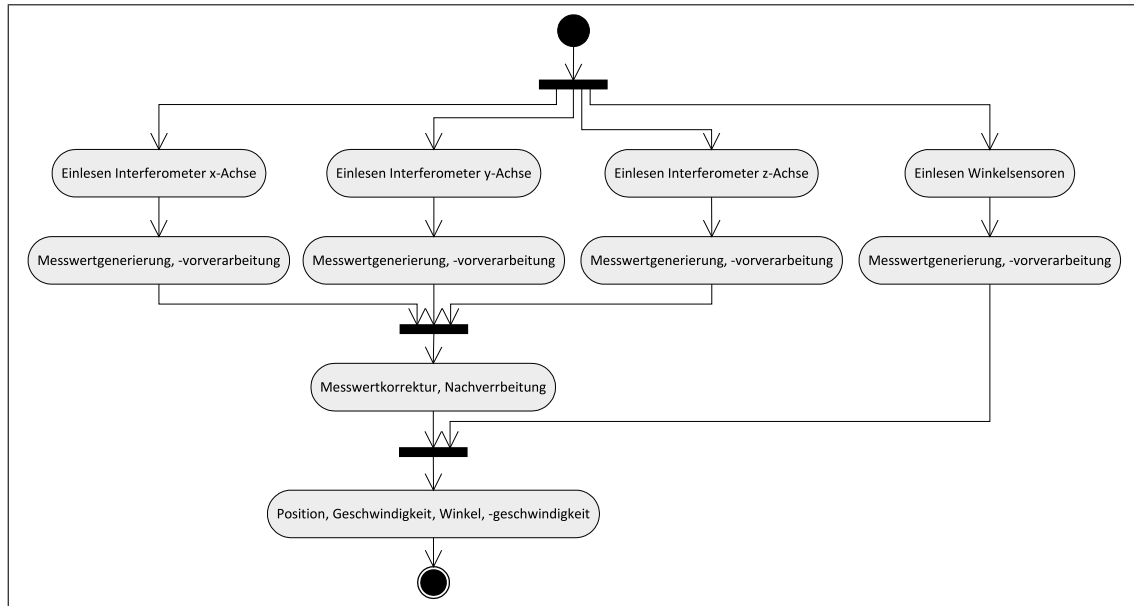 Einlesen Interferometer x-Achse
Einlesen Interferometer y-Achse
Einlesen Interferometer z-Achse
Einlesen Winkelsensoren
Messwertgenerierung, -vorverarbeitung
Messwertgenerierung, -vorverarbeitung
Messwertgenerierung, -vorverarbeitung
Messwertgenerierung, -vorverarbeitung
Messwertkorrektur, Nachverrbeitung
Position, Geschwindigkeit, Winkel, -geschwindigkeit